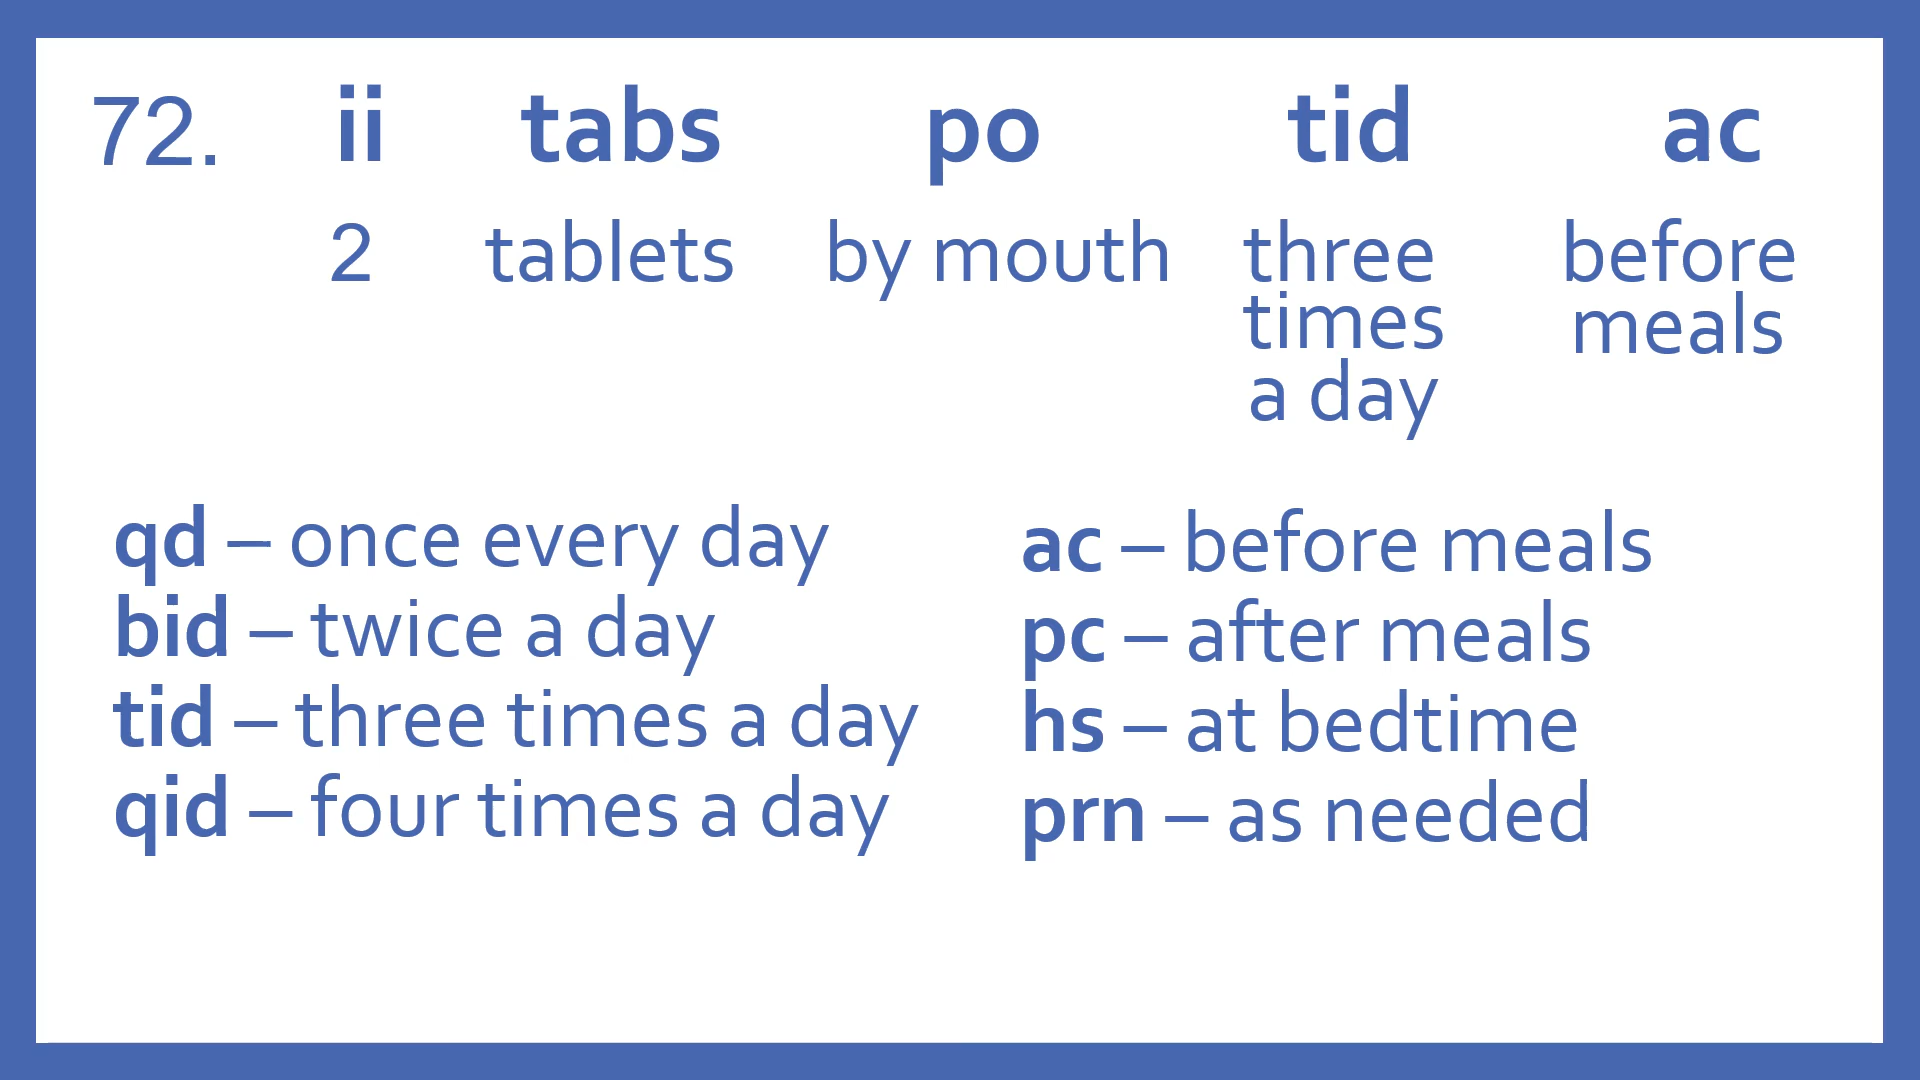 72. ii tabs po tid ac
2 tablets by mouth three times a day before meals
qd – once every day
bid – twice a day
tid – three times a day
qid – four times a day
ac – before meals
pc – after meals
hs – at bedtime
prn – as needed